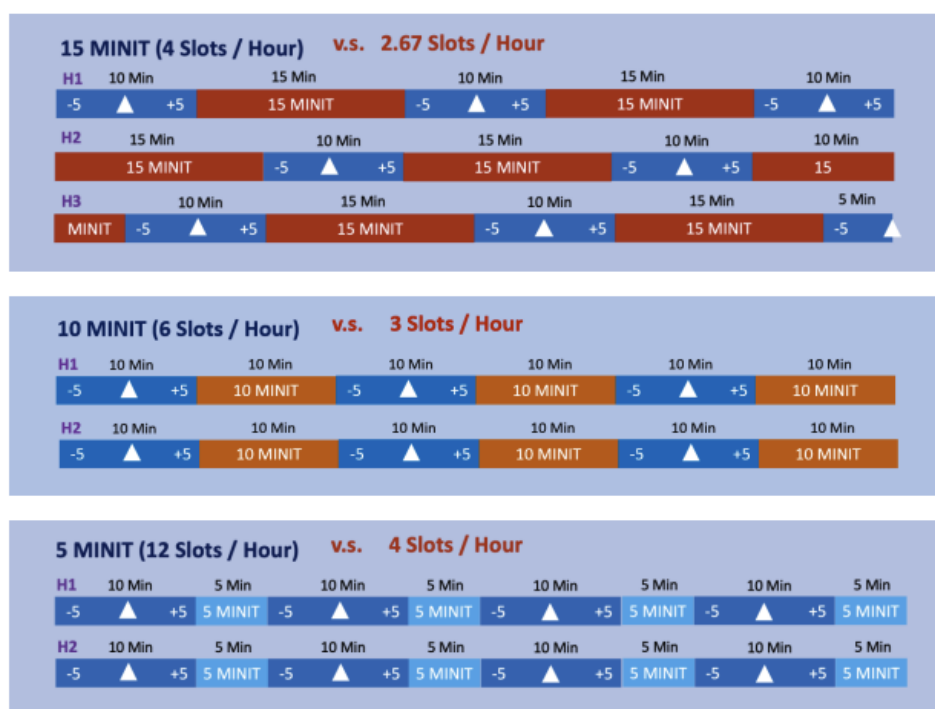 15 MINIT (4 Slots / Hour) v.s. 2.67 Slots / Hour
H1 10 Min 15 Min 10 Min 15 Min 10 Min
-5 +5 15 MINIT -5 +5 15 MINIT -5 +5
H2 15 Min 10 Min 15 Min 10 Min 10 Min
15 MINIT -5 +5 15 MINIT -5 +5 15
H3 10 Min 15 Min 10 Min 15 Min 5 Min
MINIT -5 +5 15 MINIT -5 +5 15 MINIT -5
10 MINIT (6 Slots / Hour) v.s. 3 Slots / Hour
H1 10 Min 10 Min 10 Min 10 Min 10 Min 10 Min
-5 +5 10 MINIT -5 +5 10 MINIT -5 +5 10 MINIT
H2 10 Min 10 Min 10 Min 10 Min 10 Min 10 Min
-5 +5 10 MINIT -5 +5 10 MINIT -5 +5 10 MINIT
5 MINIT (12 Slots / Hour) v.s. 4 Slots / Hour
H1 10 Min 5 Min 10 Min 5 Min 10 Min 5 Min 10 Min 5 Min
-5 +5 5 MINIT -5 +5 5 MINIT -5 +5 5 MINIT -5 +5 5 MINIT
H2 10 Min 5 Min 10 Min 5 Min 10 Min 5 Min 10 Min 5 Min
-5 +5 5 MINIT -5 +5 5 MINIT -5 +5 5 MINIT -5 +5 5 MINIT